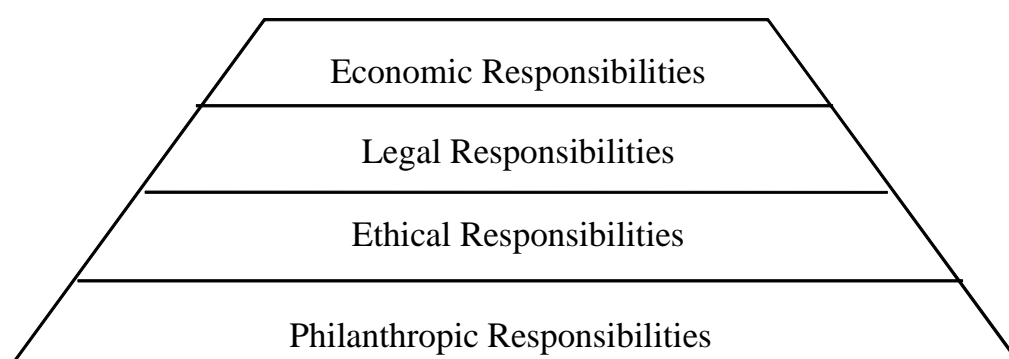 Economic Responsibilities
Legal Responsibilities
Ethical Responsibilities
Philanthropic Responsibilities